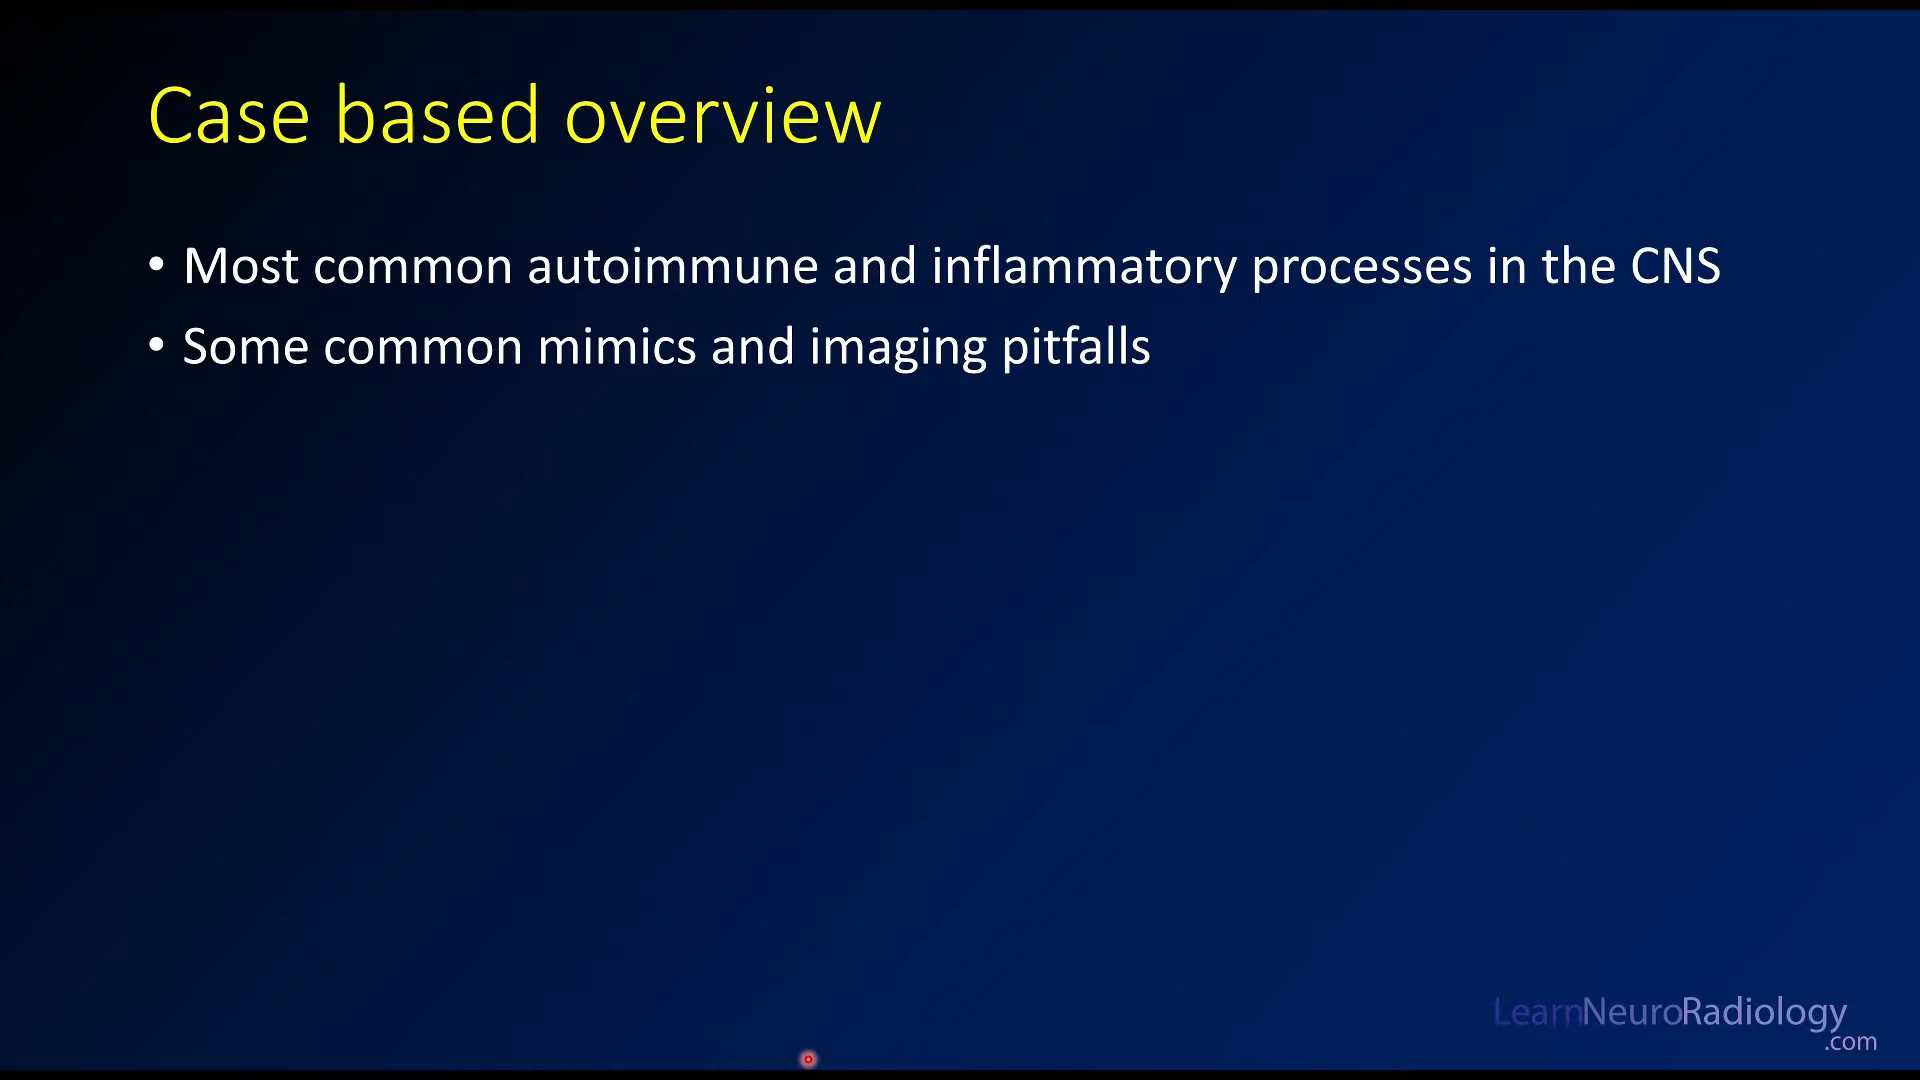 Case based overview
• Most common autoimmune and inflammatory processes in the CNS
• Some common mimics and imaging pitfalls
LearnNeuroRadiology
.com